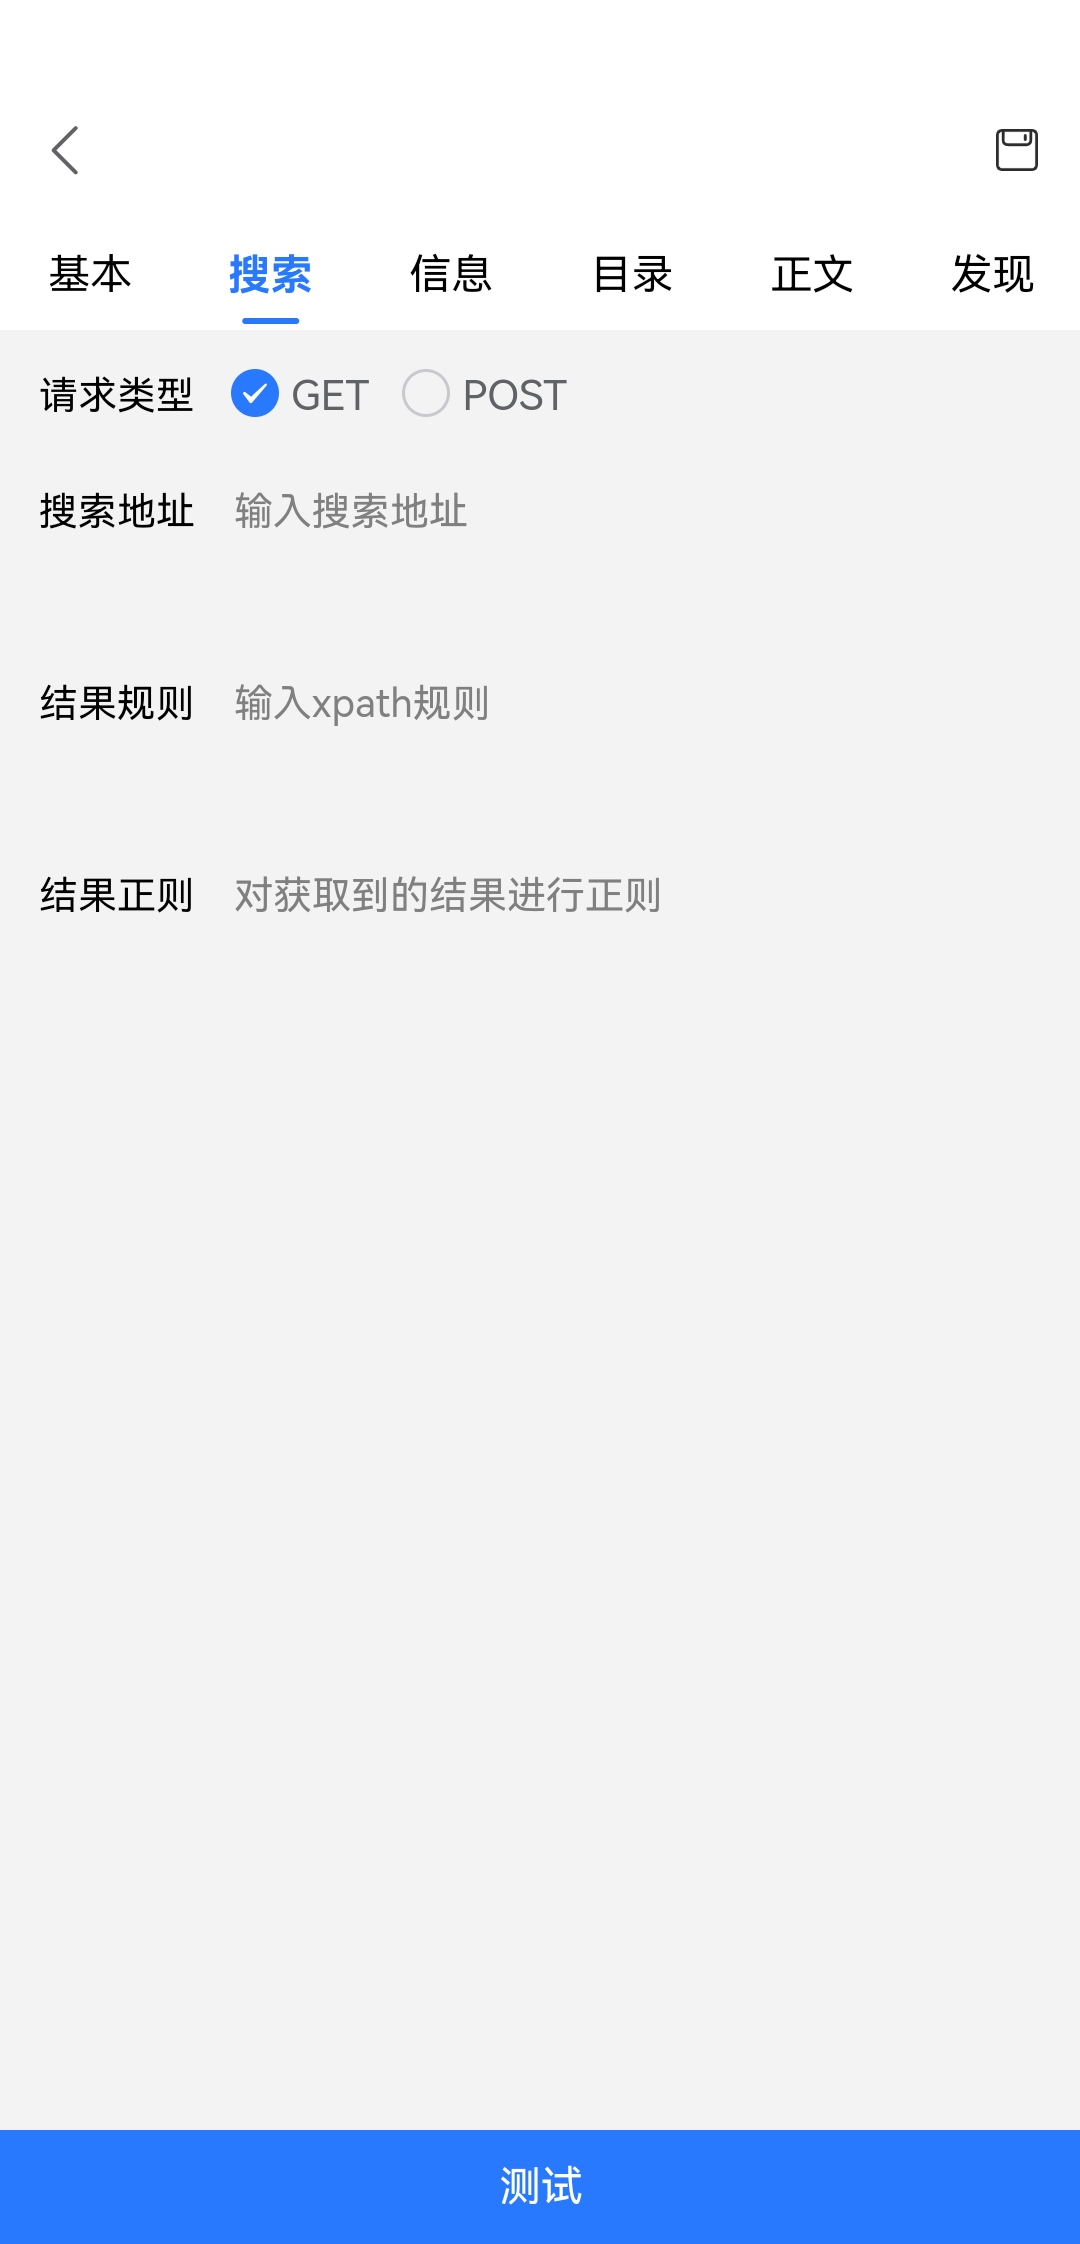 基本 搜索 信息 目录 正文 发现
请求类型 GET POST
搜索地址 输入搜索地址
结果规则 输入xpath规则
结果正则 对获取到的结果进行正则
测试